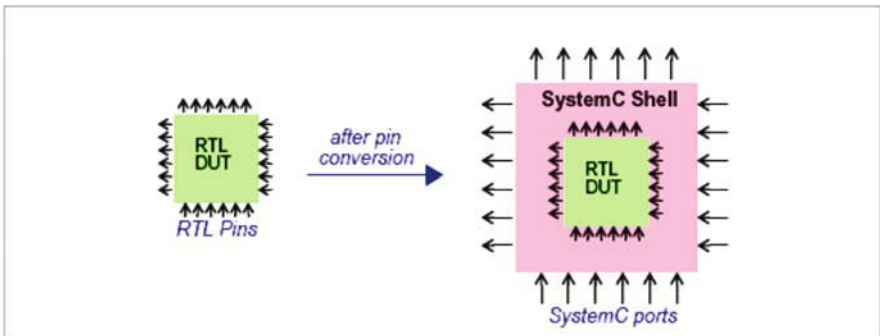 RTL
DUT
RTL Pins
after pin
conversion
SystemC Shell
RTL
DUT
SystemC ports